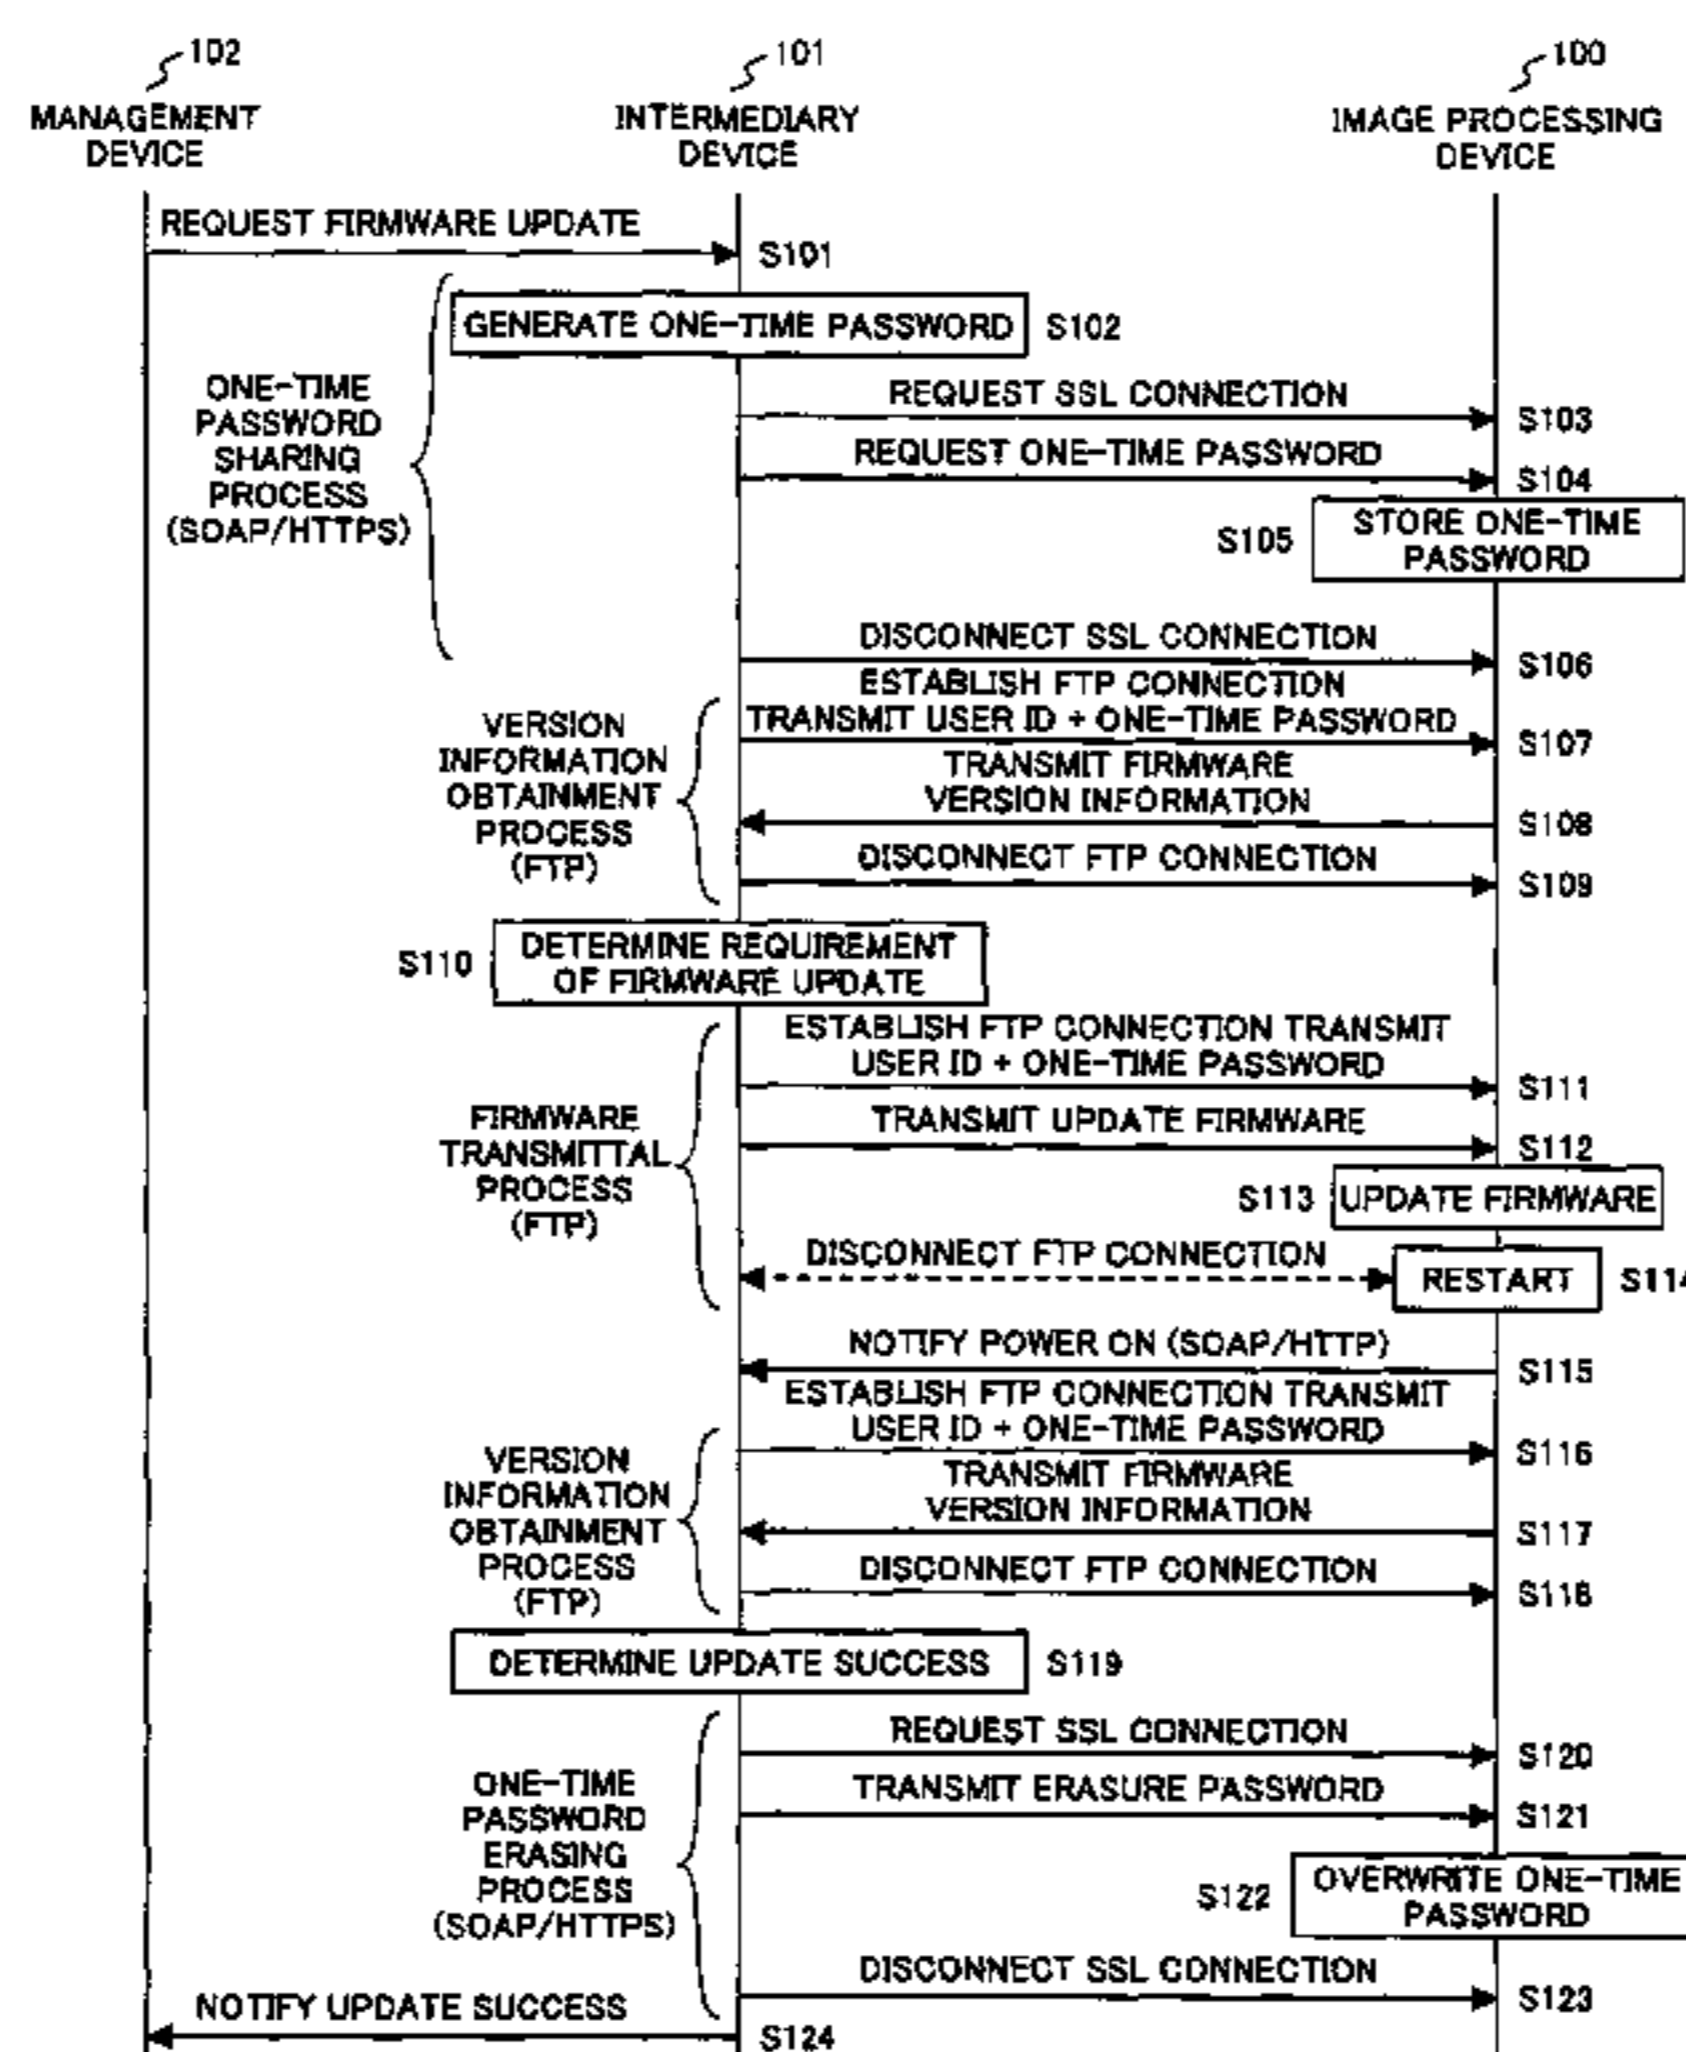 102
101
100
MANAGEMENT
DEVICE
INTERMEDIARY
DEVICE
IMAGE PROCESSING
DEVICE
REQUEST FIRMWARE UPDATE
S101
GENERATE ONE-TIME PASSWORD
S102
ONE-TIME
PASSWORD
SHARING
PROCESS
(SOAP/HTTPS)
REQUEST SSL CONNECTION
S103
REQUEST ONE-TIME PASSWORD
S104
S105
STORE ONE-TIME
PASSWORD
DISCONNECT SSL CONNECTION
S106
VERSION
INFORMATION
OBTAINMENT
PROCESS
(FTP)
ESTABLISH FTP CONNECTION
TRANSMIT USER ID + ONE-TIME PASSWORD
S107
TRANSMIT FIRMWARE
VERSION INFORMATION
S108
DISCONNECT FTP CONNECTION
S109
S110
DETERMINE REQUIREMENT
OF FIRMWARE UPDATE
FIRMWARE
TRANSMITTAL
PROCESS
(FTP)
ESTABLISH FTP CONNECTION TRANSMIT
USER ID + ONE-TIME PASSWORD
S111
TRANSMIT UPDATE FIRMWARE
S112
S113
UPDATE FIRMWARE
DISCONNECT FTP CONNECTION
RESTART
S114
NOTIFY POWER ON (SOAP/HTTP)
S115
VERSION
INFORMATION
OBTAINMENT
PROCESS
(FTP)
ESTABLISH FTP CONNECTION TRANSMIT
USER ID + ONE-TIME PASSWORD
S116
TRANSMIT FIRMWARE
VERSION INFORMATION
S117
DISCONNECT FTP CONNECTION
S118
DETERMINE UPDATE SUCCESS
S119
ONE-TIME
PASSWORD
ERASING
PROCESS
(SOAP/HTTPS)
REQUEST SSL CONNECTION
S120
TRANSMIT ERASURE PASSWORD
S121
S122
OVERWRITE ONE-TIME
PASSWORD
DISCONNECT SSL CONNECTION
S123
NOTIFY UPDATE SUCCESS
S124